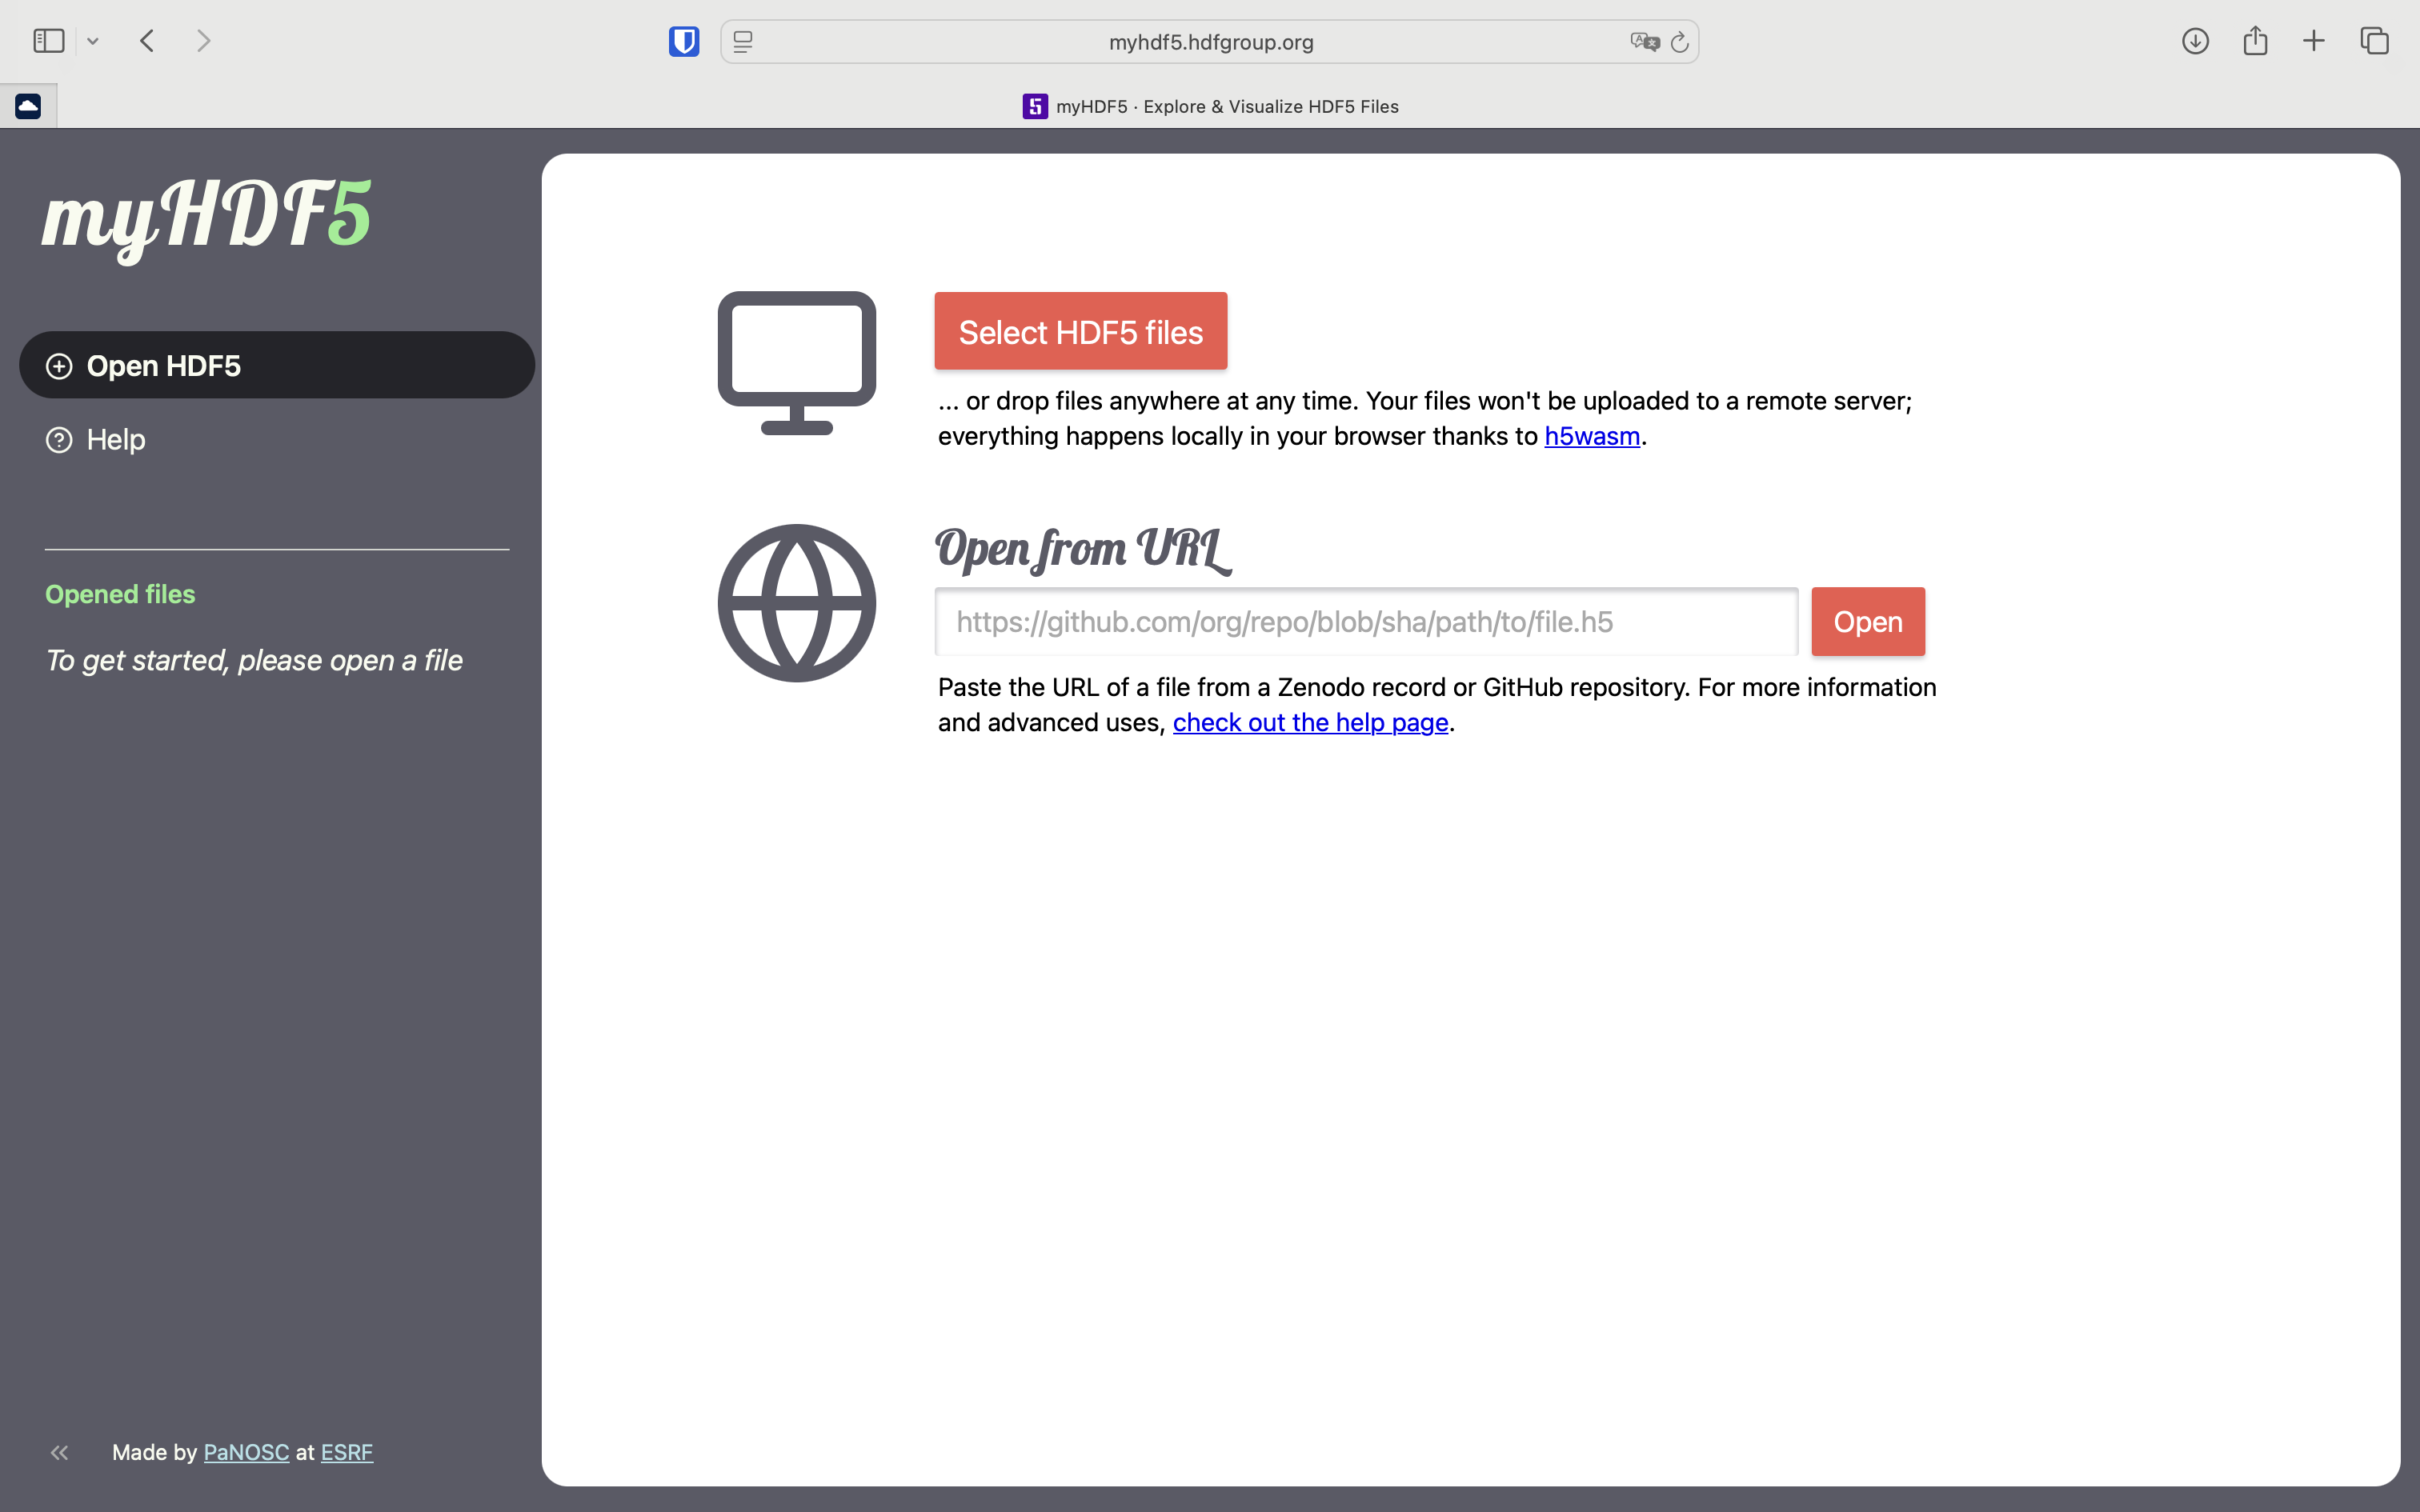 myhdf5.hdfgroup.org
myHDF5 · Explore & Visualize HDF5 Files
myHDF5
Open HDF5
Help
Opened files
To get started, please open a file
Made by PaNOSC at ESRF
Select HDF5 files
... or drop files anywhere at any time. Your files won't be uploaded to a remote server;
everything happens locally in your browser thanks to h5wasm.
Open from URL
https://github.com/org/repo/blob/sha/path/to/file.h5
Open
Paste the URL of a file from a Zenodo record or GitHub repository. For more information
and advanced uses, check out the help page.